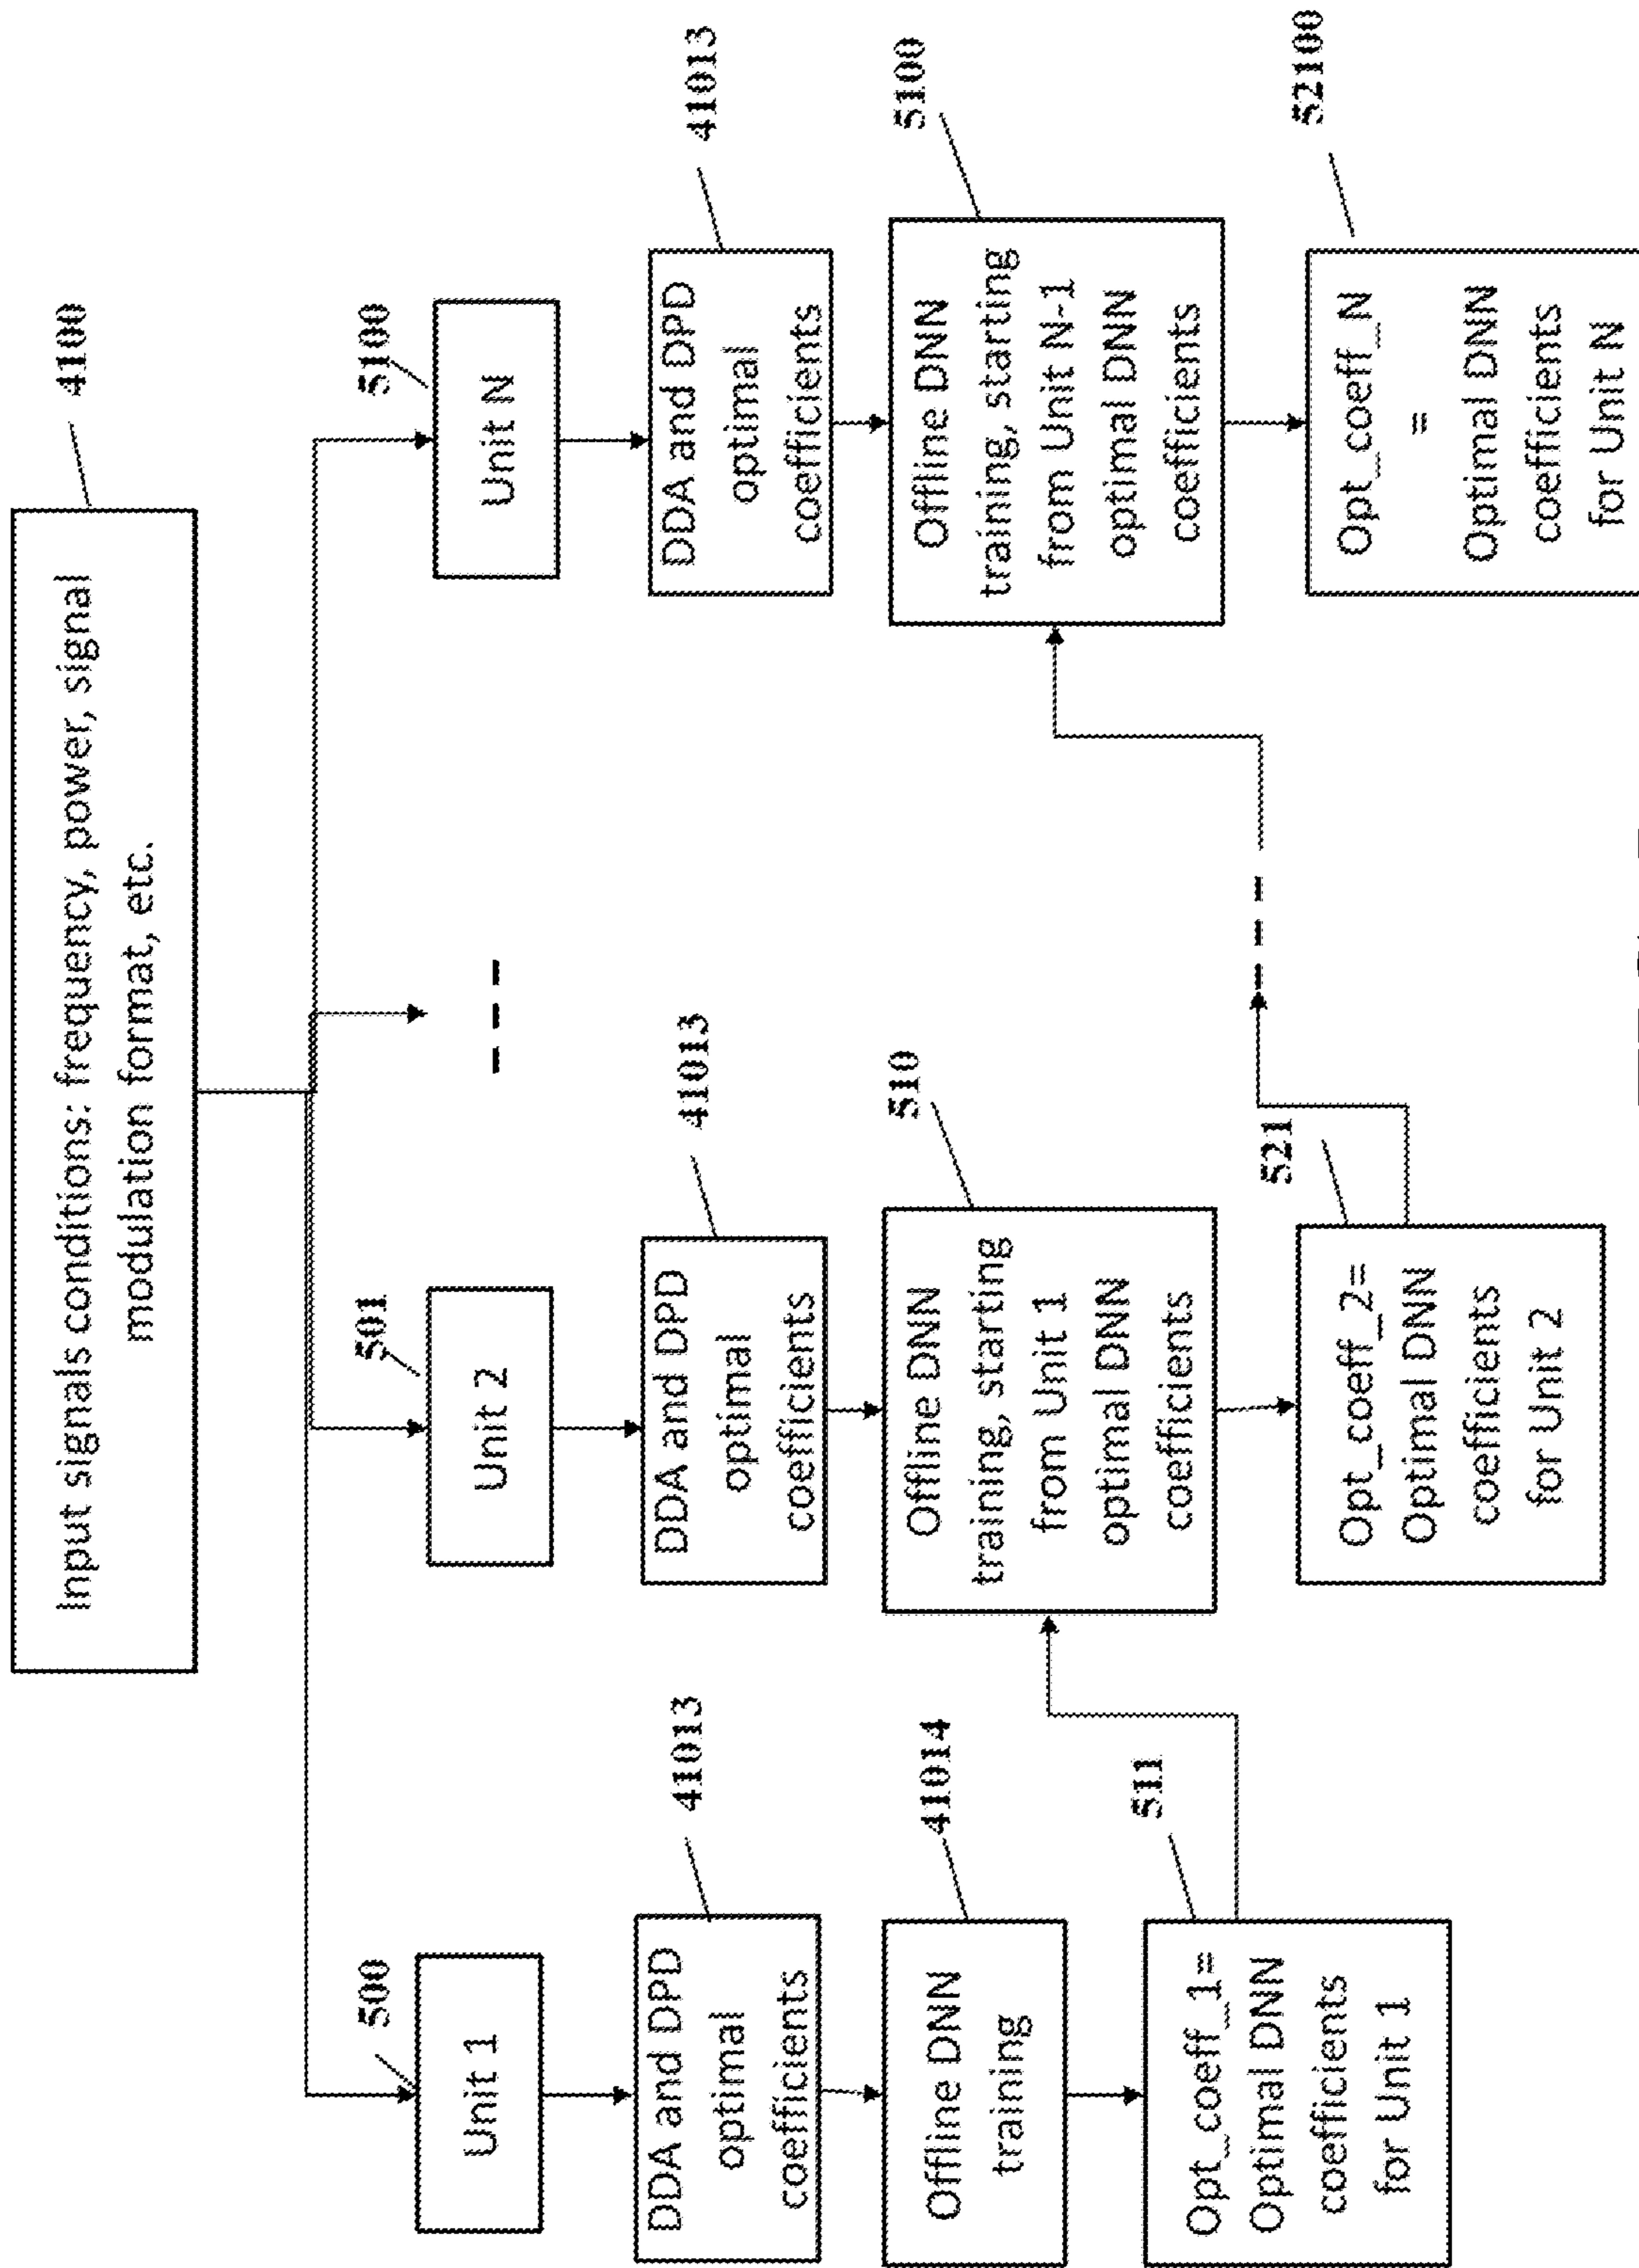 4100
Input signals conditions: frequency, power, signal
modulation format, etc.
500
Unit 1
41013
DDA and DPD
optimal
coefficients
41014
Offline DNN
training
511
Opt_coeff_1=
Optimal DNN
coefficients
for Unit 1
501
Unit 2
41013
DDA and DPD
optimal
coefficients
510
Offline DNN
training, starting
from Unit 1
optimal DNN
coefficients
521
Opt_coeff_2=
Optimal DNN
coefficients
for Unit 2
5100
Unit N
41013
DDA and DPD
optimal
coefficients
5100
Offline DNN
training, starting
from Unit N-1
optimal DNN
coefficients
52100
Opt_coeff_N
=
Optimal DNN
coefficients
for Unit N